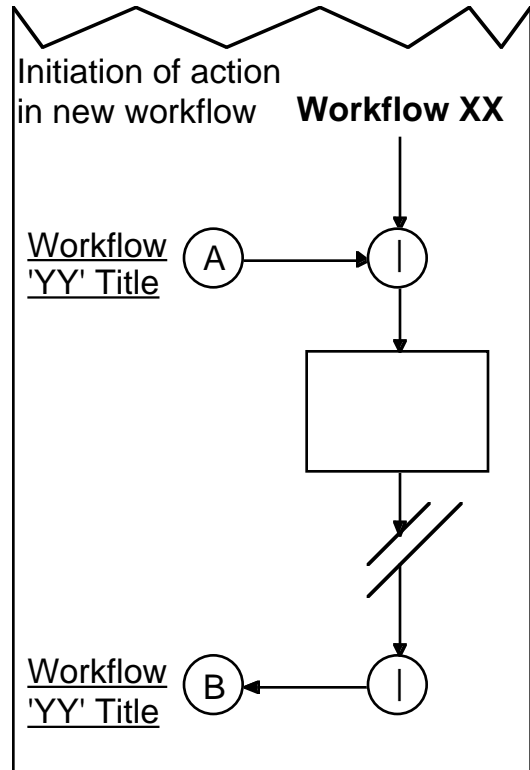 Initiation of action
in new workflow
Workflow XX
Workflow
'YY' Title
A
|
Workflow
'YY' Title
B
|